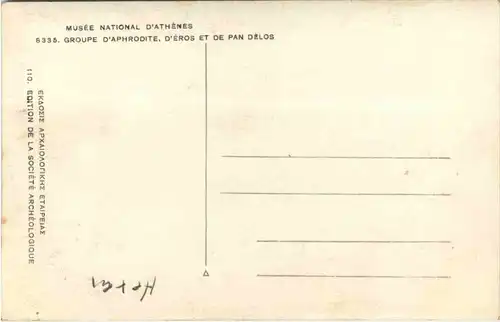 MUSÉE NATIONAL D'ATHÈNES
6335. GROUPE D'APHRODITE, D'ÉROS ET DE PAN DÉLOS
ΕΚΔΟΣΙΣ ΑΡΧΑΙΟΛΟΓΙΚΗΣ ΕΤΑΙΡΕΙΑΣ
110. EDITION DE LA SOCIÉTÉ ARCHÉOLOGIQUE